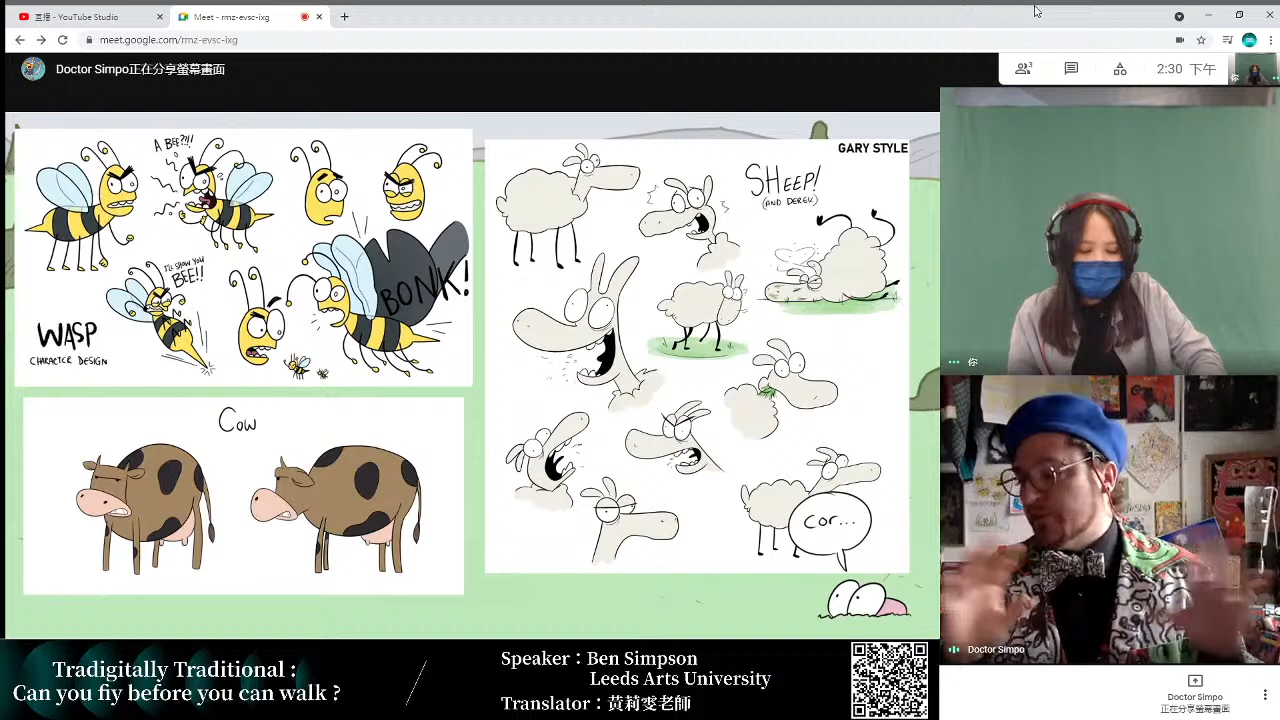 直播 - YouTube Studio
Meet - rmz-evsc-ixg
meet.google.com/rmz-evsc-ixg
Doctor Simpo正在分享螢幕畫面
3
2:30 下午
你
A BEE?!!!
I'LL SHOW YOU
BEE!!
BONK!
WASP
CHARACTER DESIGN
Cow
GARY STYLE
SHEEP!
(AND DEREK)
cor...
你
Doctor Simpo
Doctor Simpo
正在分享螢幕畫面
Tradigitally Traditional :
Can you fiy before you can walk ?
Speaker：Ben Simpson
Leeds Arts University
Translator：黃莉雯老師